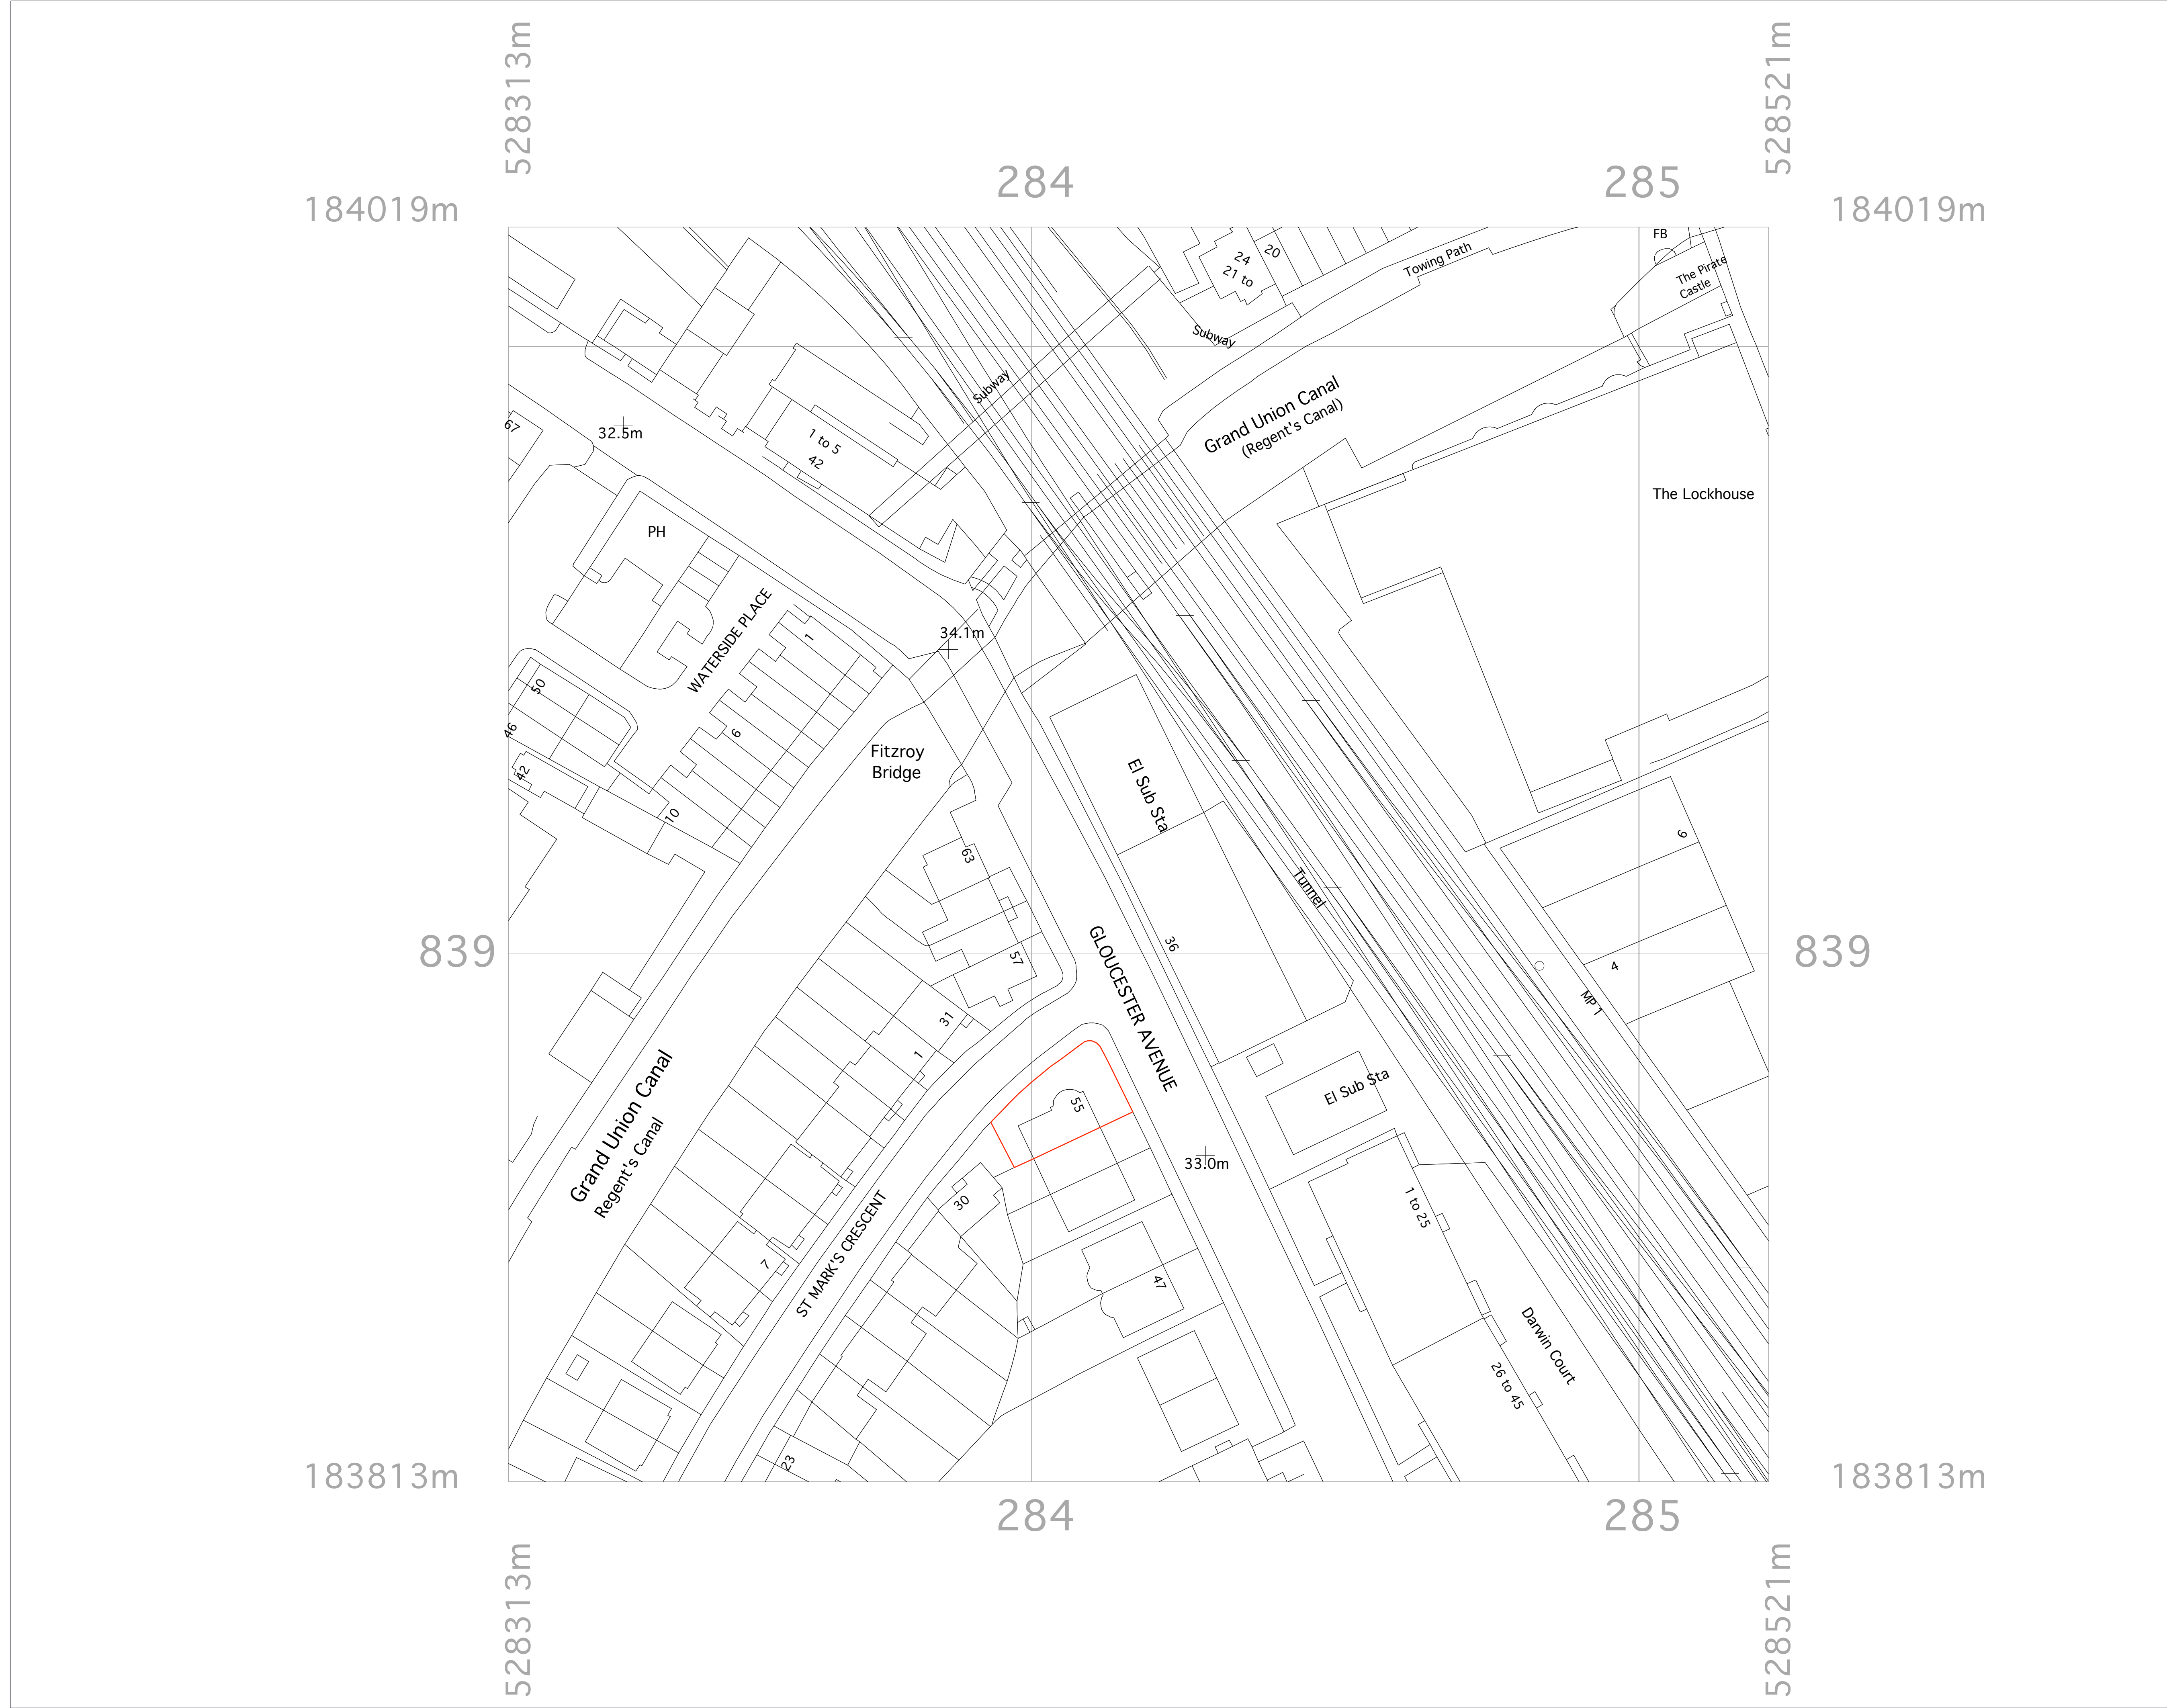 528313m
528521m
284
285
184019m
184019m
FB
The Pirate
Castle
20
24
21 to
Towing Path
Subway
Subway
Grand Union Canal
(Regent's Canal)
67
32.5m
1 to 5
42
The Lockhouse
PH
WATERSIDE PLACE
1
34.1m
50
46
42
6
10
Fitzroy
Bridge
El Sub Sta
63
Tunnel
6
839
839
57
GLOUCESTER AVENUE
36
4
MP 1
31
1
Grand Union Canal
Regent's Canal
55
El Sub Sta
33.0m
30
1 to 25
ST MARK'S CRESCENT
7
47
Darwin Court
26 to 45
23
183813m
183813m
284
285
528313m
528521m